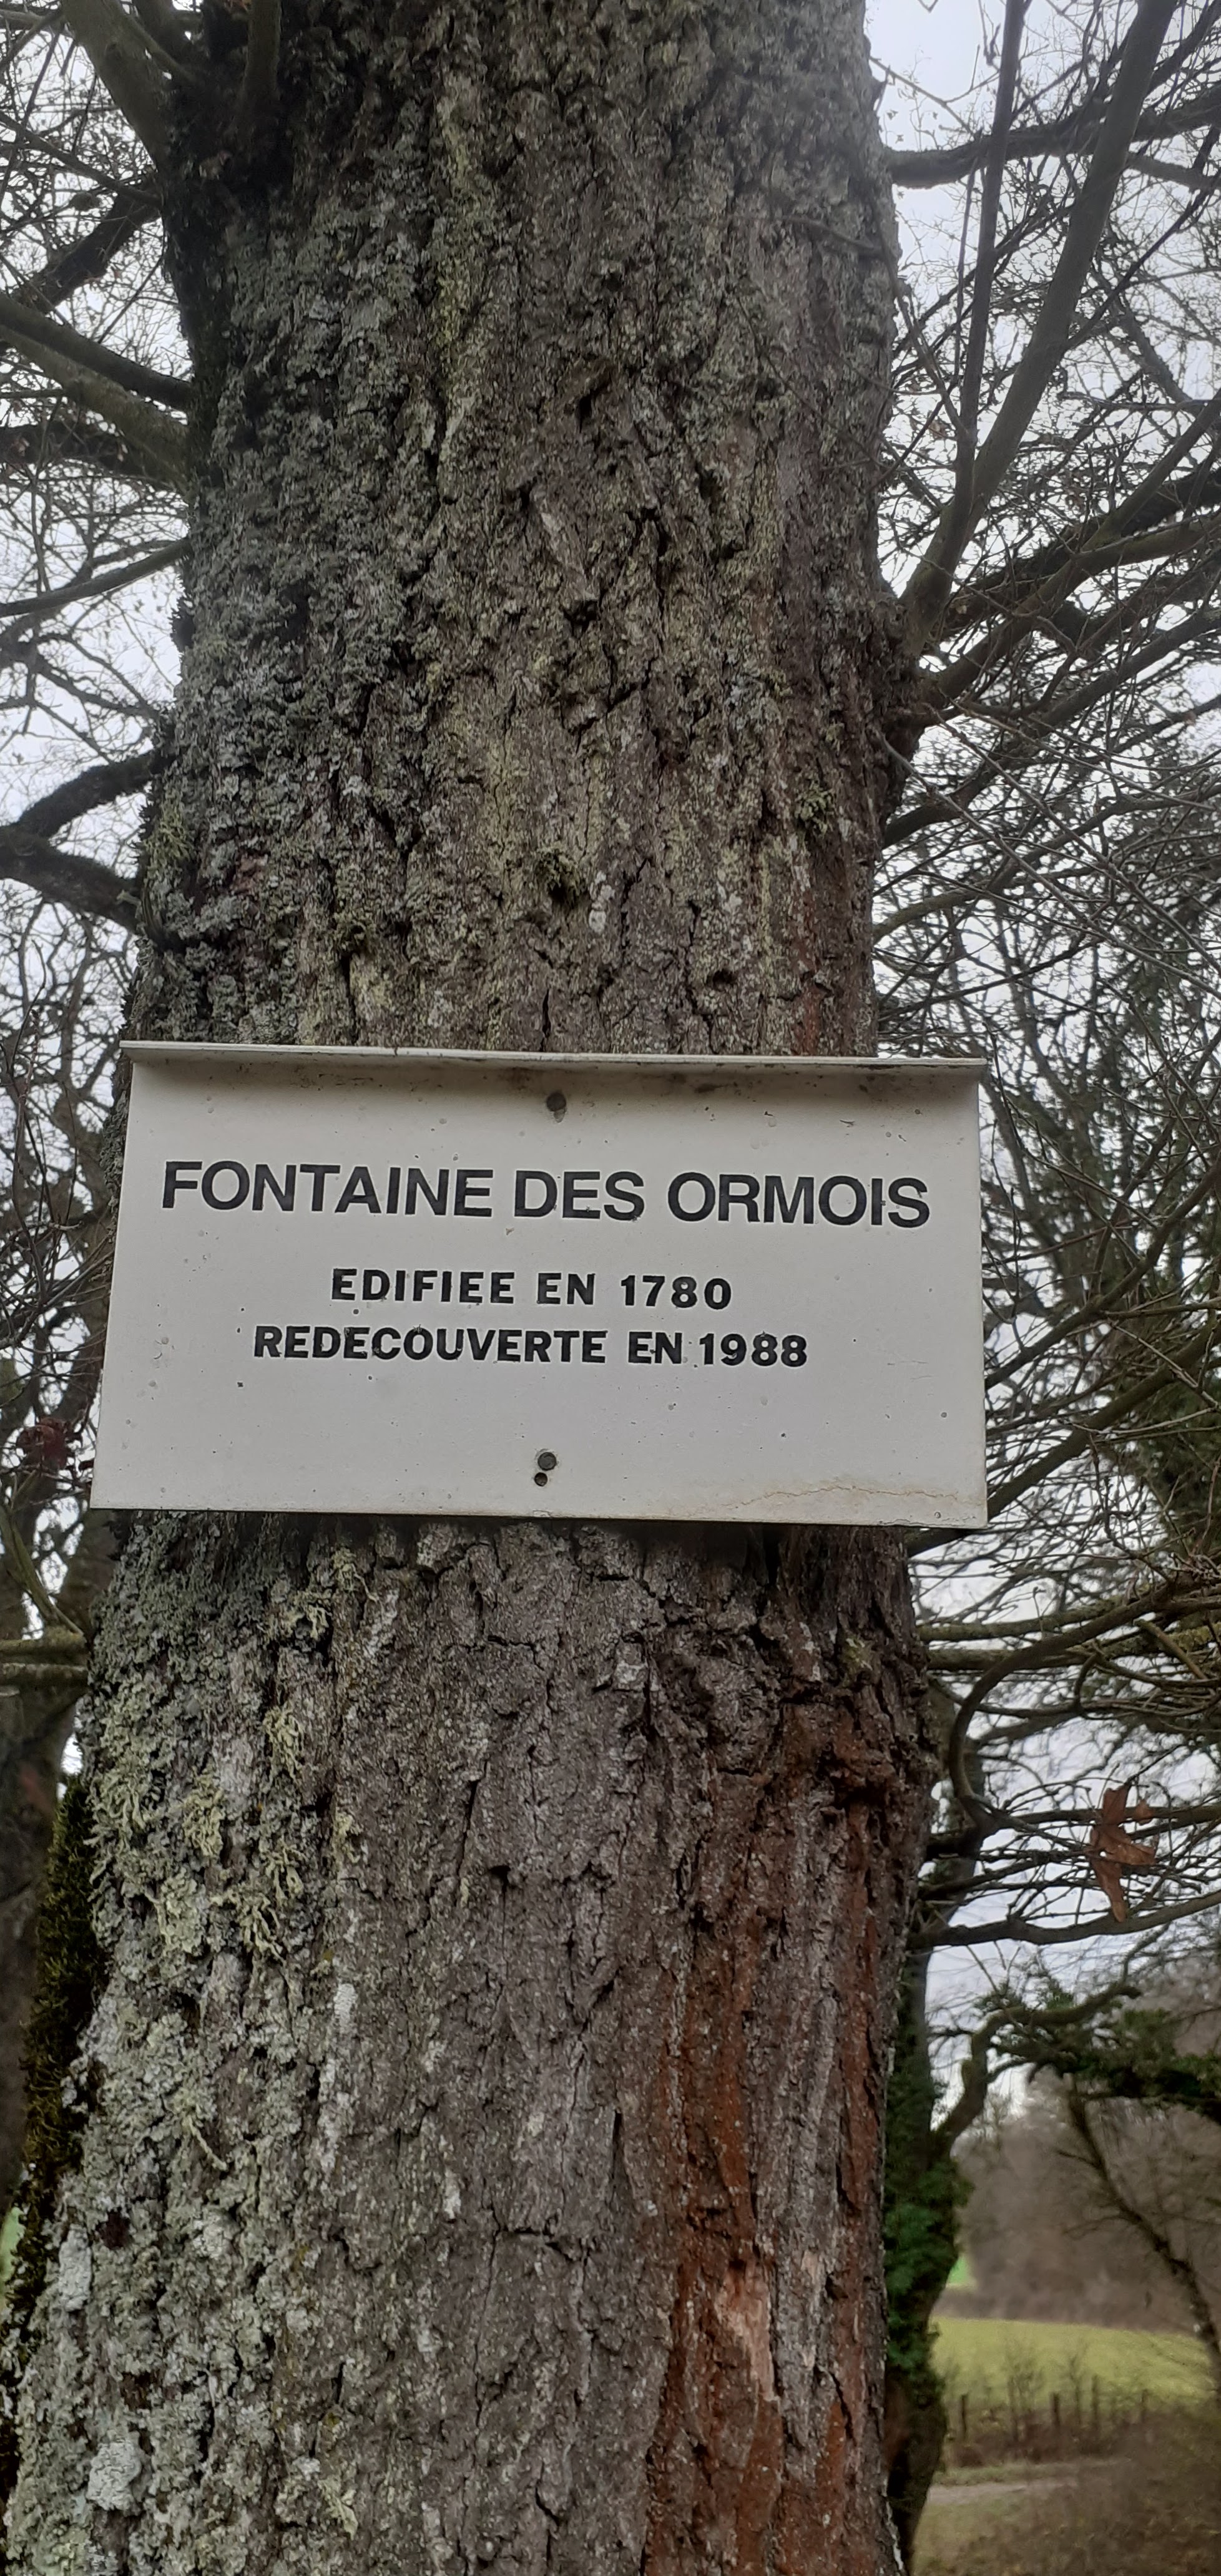 FONTAINE DES ORMOIS
EDIFIEE EN 1780
REDECOUVERTE EN 1988